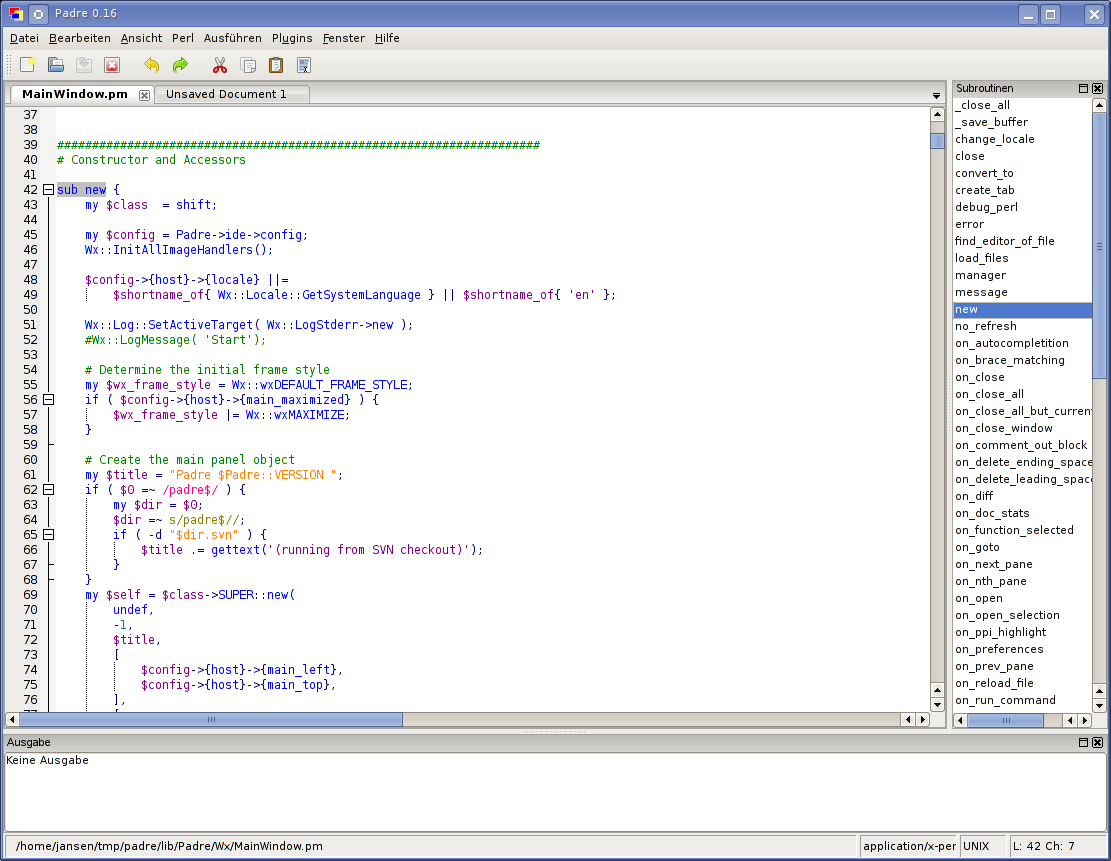 Padre 0.16
Datei Bearbeiten Ansicht Perl Ausführen Plugins Fenster Hilfe
MainWindow.pm Unsaved Document 1
37
38
39 #####################################################################
40 # Constructor and Accessors
41
42 sub new {
43 my $class  = shift;
44
45 my $config = Padre->ide->config;
46 Wx::InitAllImageHandlers();
47
48 $config->{host}->{locale} ||=
49 $shortname_of{ Wx::Locale::GetSystemLanguage } || $shortname_of{ 'en' };
50
51 Wx::Log::SetActiveTarget( Wx::LogStderr->new );
52 #Wx::LogMessage( 'Start');
53
54 # Determine the initial frame style
55 my $wx_frame_style = Wx::wxDEFAULT_FRAME_STYLE;
56 if ( $config->{host}->{main_maximized} ) {
57 $wx_frame_style |= Wx::wxMAXIMIZE;
58 }
59
60 # Create the main panel object
61 my $title = "Padre $Padre::VERSION ";
62 if ( $0 =~ /padre$/ ) {
63 my $dir = $0;
64 $dir =~ s/padre$//;
65 if ( -d "$dir.svn" ) {
66 $title .= gettext('(running from SVN checkout)');
67 }
68 }
69 my $self = $class->SUPER::new(
70 undef,
71 -1,
72 $title,
73 [
74 $config->{host}->{main_left},
75 $config->{host}->{main_top},
76 ],
Subroutinen
_close_all
_save_buffer
change_locale
close
convert_to
create_tab
debug_perl
error
find_editor_of_file
load_files
manager
message
new
no_refresh
on_autocompletition
on_brace_matching
on_close
on_close_all
on_close_all_but_curren
on_close_window
on_comment_out_block
on_delete_ending_space
on_delete_leading_spac
on_diff
on_doc_stats
on_function_selected
on_goto
on_next_pane
on_nth_pane
on_open
on_open_selection
on_ppi_highlight
on_preferences
on_prev_pane
on_reload_file
on_run_command
Ausgabe
Keine Ausgabe
/home/jansen/tmp/padre/lib/Padre/Wx/MainWindow.pm application/x-per UNIX L: 42 Ch: 7